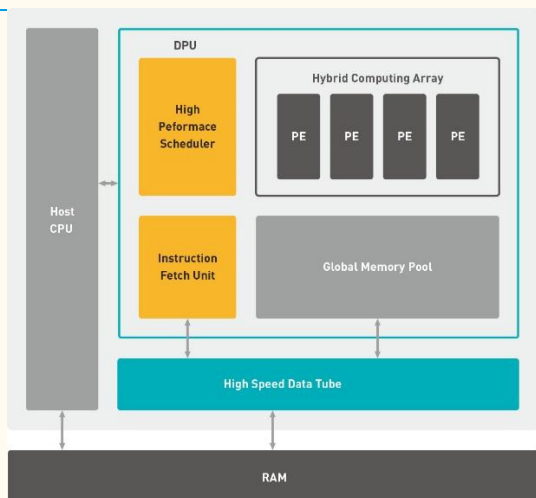 DPU
High
Peformace
Scheduler
Hybrid Computing Array
PE
PE
PE
PE
Host
CPU
Instruction
Fetch Unit
Global Memory Pool
High Speed Data Tube
RAM